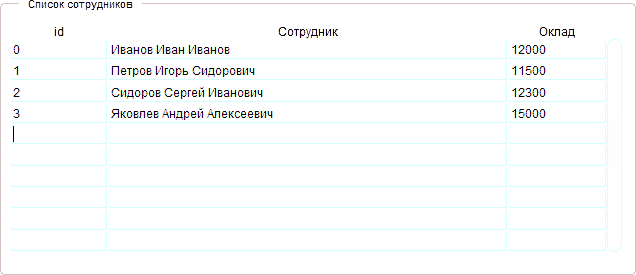 Список сотрудников
id Сотрудник Оклад
0 Иванов Иван Иванов 12000
1 Петров Игорь Сидорович 11500
2 Сидоров Сергей Иванович 12300
3 Яковлев Андрей Алексеевич 15000